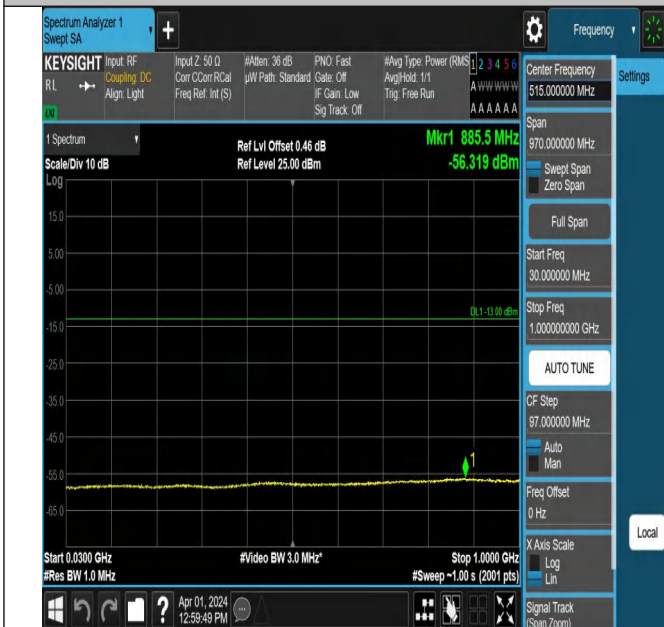 Spectrum Analyzer 1
Swept SA
+
Frequency
KEYSIGHT
RL
LXI
Input: RF
Coupling: DC
Align: Light
Input Z: 50 Ω
Corr CCorr RCal
Freq Ref: Int (S)
#Atten: 36 dB
µW Path: Standard
PNO: Fast
Gate: Off
IF Gain: Low
Sig Track: Off
#Avg Type: Power (RMS
Avg|Hold: 1/1
Trig: Free Run
1 2 3 4 5 6
A W W W W W
A A A A A A
1 Spectrum
Scale/Div 10 dB
Log
Ref Lvl Offset 0.46 dB
Ref Level 25.00 dBm
Mkr1 885.5 MHz
-56.319 dBm
15.0
5.00
-5.00
-15.0
-25.0
-35.0
-45.0
-55.0
-65.0
DL1 -13.00 dBm
1
Start 0.0300 GHz
#Res BW 1.0 MHz
#Video BW 3.0 MHz*
Stop 1.0000 GHz
#Sweep ~1.00 s (2001 pts)
Apr 01, 2024
12:59:49 PM
?
Center Frequency
515.000000 MHz
Settings
Span
970.000000 MHz
Swept Span
Zero Span
Full Span
Start Freq
30.000000 MHz
Stop Freq
1.000000000 GHz
AUTO TUNE
CF Step
97.000000 MHz
Auto
Man
Freq Offset
0 Hz
X Axis Scale
Log
Lin
Local
Signal Track
(Span Zoom)